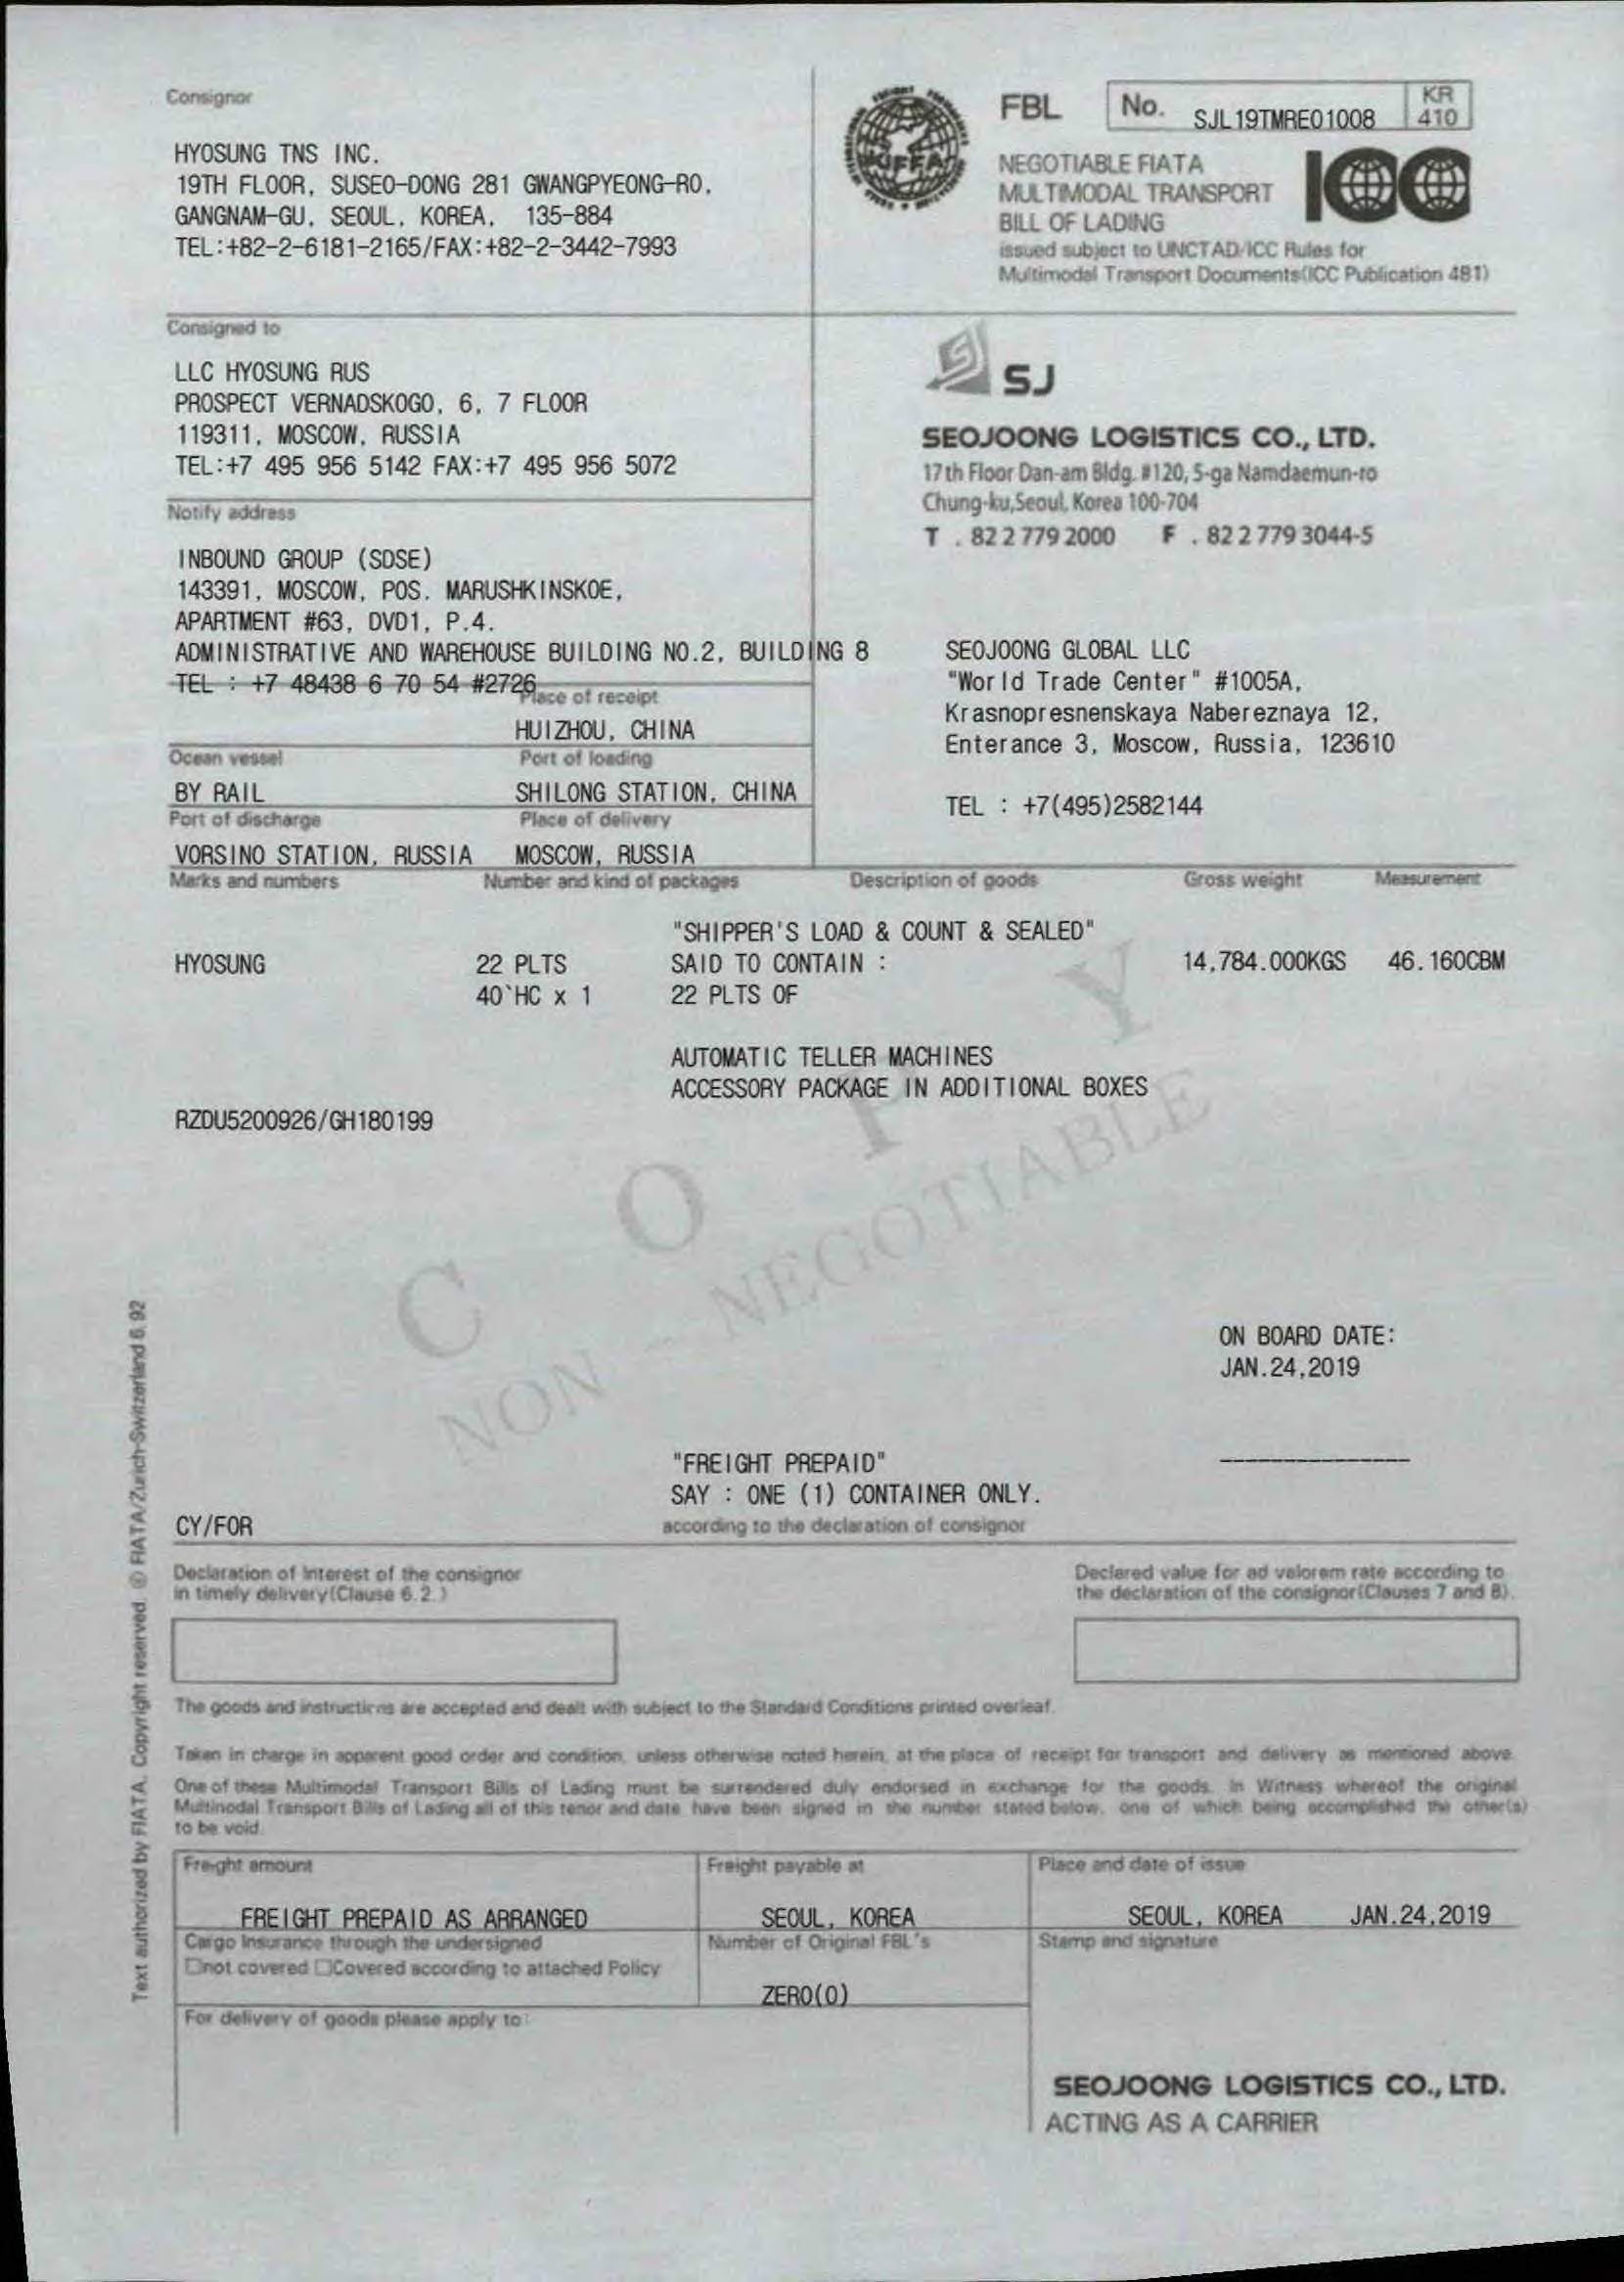 Consignor
HYOSUNG TNS INC.
19TH FLOOR, SUSEO-DONG 281 GWANGPYEONG-RO,
GANGNAM-GU, SEOUL, KOREA, 135-884
TEL:+82-2-6181-2165/FAX:+82-2-3442-7993
FBL
No. SJL19TMRE01008
KR
410
NEGOTIABLE FIATA
MULTIMODAL TRANSPORT
BILL OF LADING
issued subject to UNCTAD/ICC Rules for
Multimodal Transport Documents(ICC Publication 481)
ICC
Consigned to
LLC HYOSUNG RUS
PROSPECT VERNADSKOGO, 6, 7 FLOOR
119311, MOSCOW, RUSSIA
TEL:+7 495 956 5142 FAX:+7 495 956 5072
SJ
SEOJOONG LOGISTICS CO., LTD.
17th Floor Dan-am Bldg. #120, 5-ga Namdaemun-ro
Chung-ku,Seoul, Korea 100-704
T . 82 2 779 2000 F . 82 2 779 3044-5
Notify address
INBOUND GROUP (SDSE)
143391, MOSCOW, POS. MARUSHKINSKOE,
APARTMENT #63, DVD1, P.4.
ADMINISTRATIVE AND WAREHOUSE BUILDING NO.2, BUILDING 8
TEL : +7 48438 6 70 54 #2726
SEOJOONG GLOBAL LLC
"World Trade Center" #1005A,
Krasnopresnenskaya Nabereznaya 12,
Enterance 3, Moscow, Russia, 123610
TEL : +7(495)2582144
Place of receipt
HUIZHOU, CHINA
Ocean vessel Port of loading
BY RAIL SHILONG STATION, CHINA
Port of discharge Place of delivery
VORSINO STATION, RUSSIA MOSCOW, RUSSIA
Marks and numbers Number and kind of packages Description of goods Gross weight Measurement
"SHIPPER'S LOAD & COUNT & SEALED"
HYOSUNG 22 PLTS SAID TO CONTAIN : 14,784.000KGS 46.160CBM
40`HC x 1 22 PLTS OF
AUTOMATIC TELLER MACHINES
ACCESSORY PACKAGE IN ADDITIONAL BOXES
RZDU5200926/GH180199
COPY
NON - NEGOTIABLE
ON BOARD DATE:
JAN.24,2019
"FREIGHT PREPAID"
SAY : ONE (1) CONTAINER ONLY.
CY/FOR
according to the declaration of consignor
Declaration of Interest of the consignor
in timely delivery(Clause 6.2.)
Declared value for ad valorem rate according to
the declaration of the consignor(Clauses 7 and 8).
The goods and instructions are accepted and dealt with subject to the Standard Conditions printed overleaf.
Taken in charge in apparent good order and condition, unless otherwise noted herein, at the place of receipt for transport and delivery as mentioned above.
One of these Multimodal Transport Bills of Lading must be surrendered duly endorsed in exchange for the goods. In Witness whereof the original
Multinodal Transport Bills of Lading all of this tenor and date have been signed in the number stated below, one of which being accomplished the other(s)
to be void.
Freight amount
FREIGHT PREPAID AS ARRANGED
Freight payable at
SEOUL, KOREA
Place and date of issue
SEOUL, KOREA JAN.24,2019
Cargo Insurance through the undersigned
□not covered □Covered according to attached Policy
Number of Original FBL's
ZERO(0)
Stamp and signature
For delivery of goods please apply to:
SEOJOONG LOGISTICS CO., LTD.
ACTING AS A CARRIER
Text authorized by FIATA. Copyright reserved. © FIATA/Zurich-Switzerland 6.92